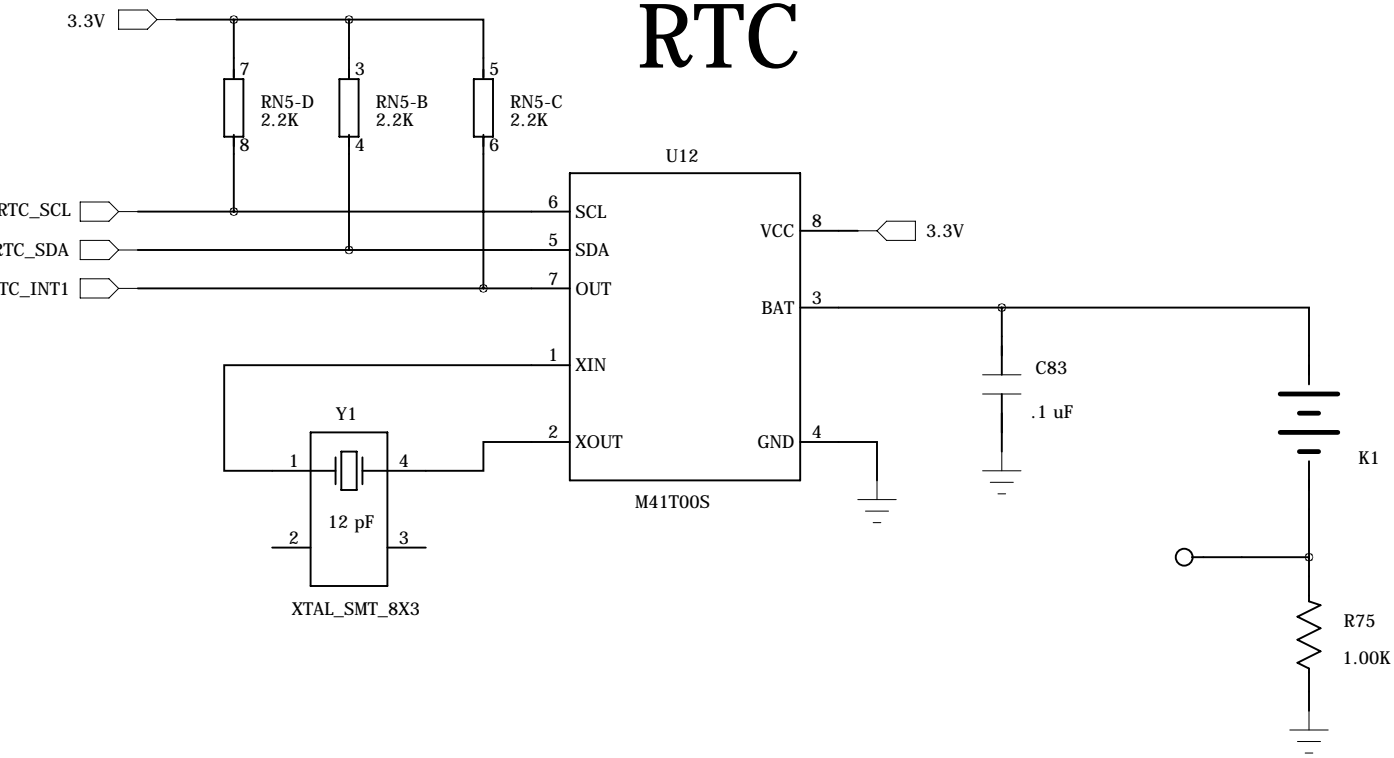 RTC
3.3V
7
3
5
RN5-D
2.2K
RN5-B
2.2K
RN5-C
2.2K
8
4
6
U12
RTC_SCL
6
SCL
VCC
8
3.3V
RTC_SDA
5
SDA
TC_INT1
7
OUT
BAT
3
1
XIN
C83
.1 uF
Y1
2
XOUT
GND
4
1
4
K1
M41T00S
12 pF
2
3
XTAL_SMT_8X3
R75
1.00K